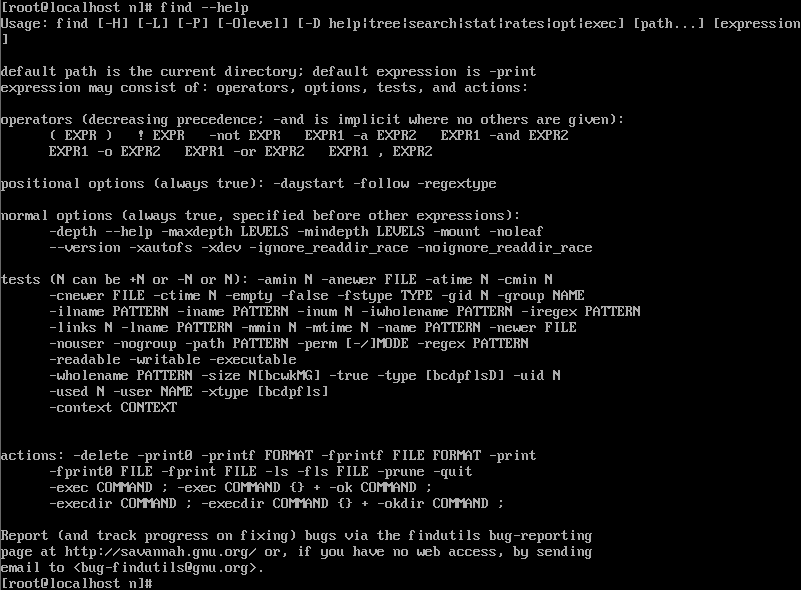 [root@localhost n]# find --help
Usage: find [-H] [-L] [-P] [-Olevel] [-D help|tree|search|stat|rates|opt|exec] [path...] [expression
]
default path is the current directory; default expression is -print
expression may consist of: operators, options, tests, and actions:
operators (decreasing precedence; -and is implicit where no others are given):
      ( EXPR )   ! EXPR   -not EXPR   EXPR1 -a EXPR2   EXPR1 -and EXPR2
      EXPR1 -o EXPR2   EXPR1 -or EXPR2   EXPR1 , EXPR2
positional options (always true): -daystart -follow -regextype
normal options (always true, specified before other expressions):
      -depth --help -maxdepth LEVELS -mindepth LEVELS -mount -noleaf
      --version -xautofs -xdev -ignore_readdir_race -noignore_readdir_race
tests (N can be +N or -N or N): -amin N -anewer FILE -atime N -cmin N
      -cnewer FILE -ctime N -empty -false -fstype TYPE -gid N -group NAME
      -ilname PATTERN -iname PATTERN -inum N -iwholename PATTERN -iregex PATTERN
      -links N -lname PATTERN -mmin N -mtime N -name PATTERN -newer FILE
      -nouser -nogroup -path PATTERN -perm [-/]MODE -regex PATTERN
      -readable -writable -executable
      -wholename PATTERN -size N[bcwkMG] -true -type [bcdpflsD] -uid N
      -used N -user NAME -xtype [bcdpfls]
      -context CONTEXT
actions: -delete -print0 -printf FORMAT -fprintf FILE FORMAT -print
      -fprint0 FILE -fprint FILE -ls -fls FILE -prune -quit
      -exec COMMAND ; -exec COMMAND {} + -ok COMMAND ;
      -execdir COMMAND ; -execdir COMMAND {} + -okdir COMMAND ;
Report (and track progress on fixing) bugs via the findutils bug-reporting
page at http://savannah.gnu.org/ or, if you have no web access, by sending
email to <bug-findutils@gnu.org>.
[root@localhost n]#